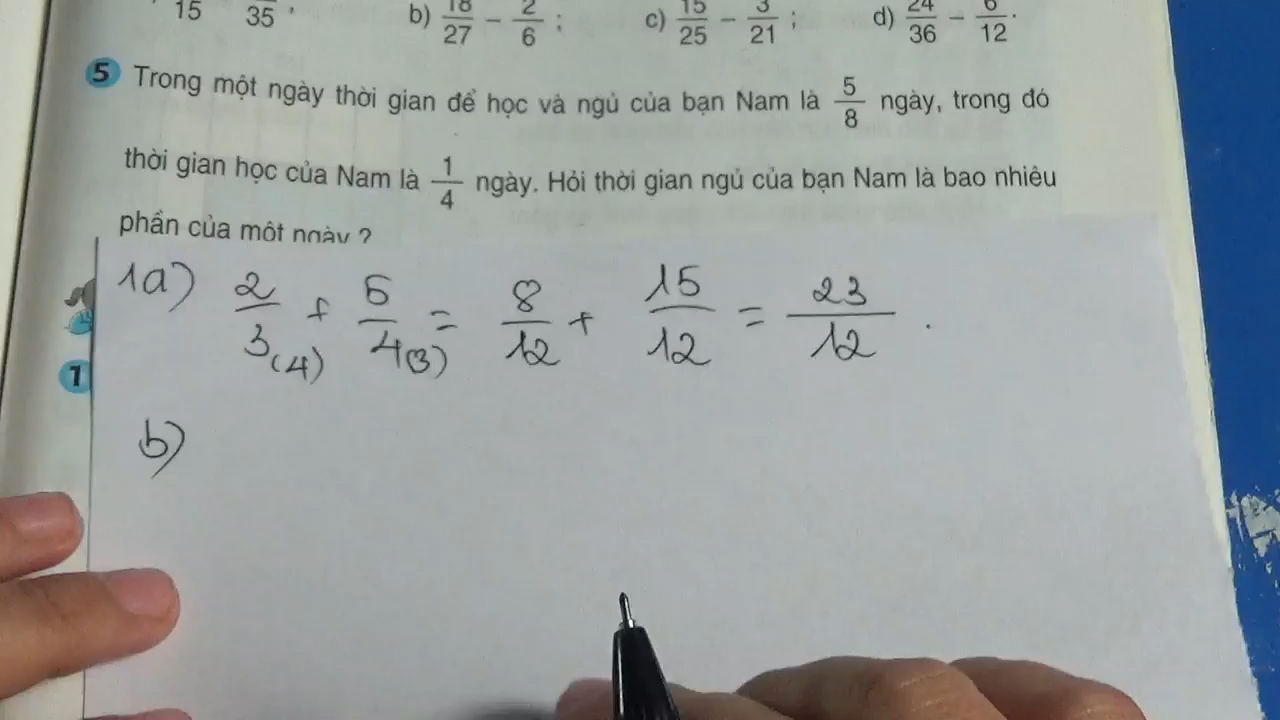 15 35 ; b) 18/27 − 2/6 ; c) 15/25 − 3/21 ; d) 24/36 − 6/12 .
5 Trong một ngày thời gian để học và ngủ của bạn Nam là 5/8 ngày, trong đó
thời gian học của Nam là 1/4 ngày. Hỏi thời gian ngủ của bạn Nam là bao nhiêu
phần của một ngày ?
1a) 2/3(4) + 5/4(3) = 8/12 + 15/12 = 23/12 .
1
b)